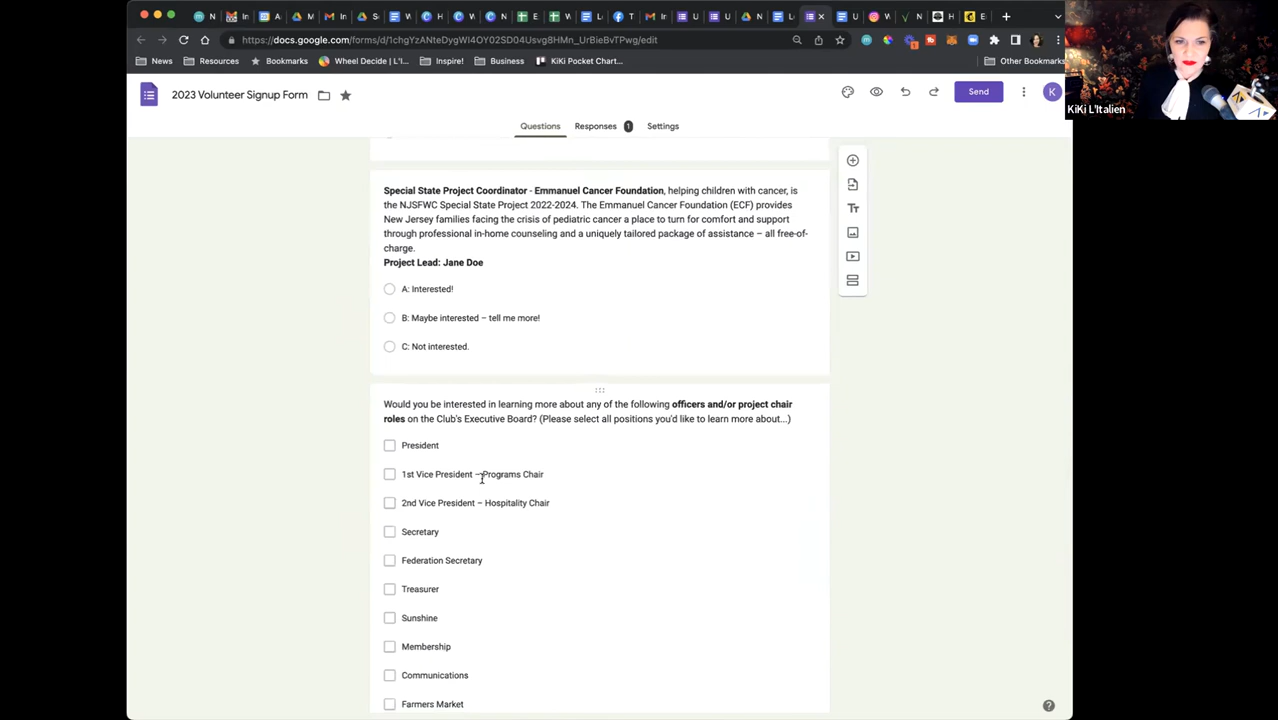 N
In
A
M
In
S
W
C
H
C
W
C
N
E
W
L
T
In
U
U
N
L
U
W
N
H
E
https://docs.google.com/forms/d/1chgYzANteDygWl4OY02SD04Usvg8HMn_UrBieBvTPwg/edit
News
Resources
Bookmarks
Wheel Decide | L'I...
Inspire!
Business
KiKi Pocket Chart...
Other Bookmarks
KiKi L'Italien
2023 Volunteer Signup Form
Send
K
Questions
Responses 1
Settings
Special State Project Coordinator - Emmanuel Cancer Foundation, helping children with cancer, is
the NJSFWC Special State Project 2022-2024. The Emmanuel Cancer Foundation (ECF) provides
New Jersey families facing the crisis of pediatric cancer a place to turn for comfort and support
through professional in-home counseling and a uniquely tailored package of assistance – all free-of-
charge.
Project Lead: Jane Doe
A: Interested!
B: Maybe interested – tell me more!
C: Not interested.
Would you be interested in learning more about any of the following officers and/or project chair
roles on the Club's Executive Board? (Please select all positions you'd like to learn more about...)
President
1st Vice President – Programs Chair
2nd Vice President – Hospitality Chair
Secretary
Federation Secretary
Treasurer
Sunshine
Membership
Communications
Farmers Market